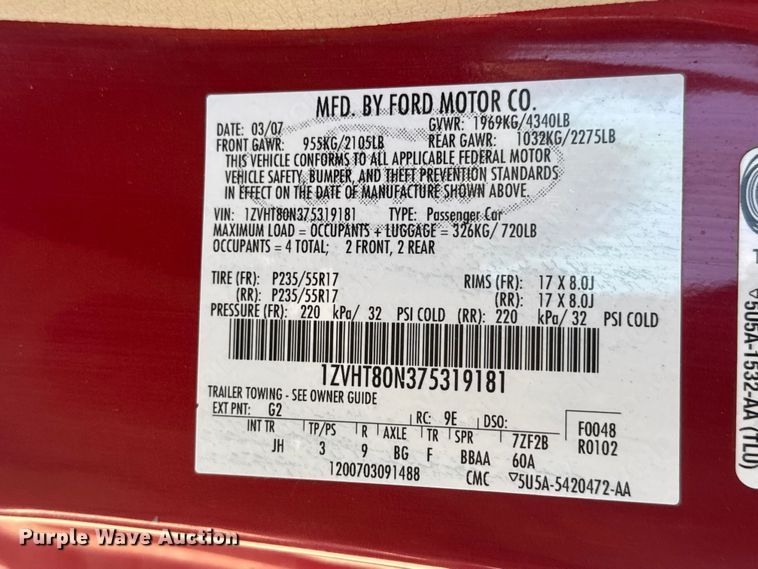 MFD. BY FORD MOTOR CO.
DATE: 03/07 GVWR: 1969KG/4340LB
FRONT GAWR: 955KG/2105LB REAR GAWR: 1032KG/2275LB
THIS VEHICLE CONFORMS TO ALL APPLICABLE FEDERAL MOTOR
VEHICLE SAFETY, BUMPER, AND THEFT PREVENTION STANDARDS
IN EFFECT ON THE DATE OF MANUFACTURE SHOWN ABOVE.
VIN: 1ZVHT80N375319181 TYPE: Passenger Car
MAXIMUM LOAD = OCCUPANTS + LUGGAGE = 326KG/ 720LB
OCCUPANTS = 4 TOTAL; 2 FRONT, 2 REAR
TIRE (FR): P235/55R17 RIMS (FR): 17 X 8.0J
(RR): P235/55R17 (RR): 17 X 8.0J
PRESSURE (FR): 220 kPa/ 32 PSI COLD (RR): 220 kPa/ 32 PSI COLD
1ZVHT80N375319181
TRAILER TOWING - SEE OWNER GUIDE
EXT PNT: G2 RC: 9E DSO: F0048
INT TR TP/PS R AXLE TR SPR 7ZF2B R0102
JH 3 9 BG F BBAA 60A
1200703091488 CMC ▽5U5A-5420472-AA
▽5U5A-1532-AA (TLO)
Purple Wave Auction